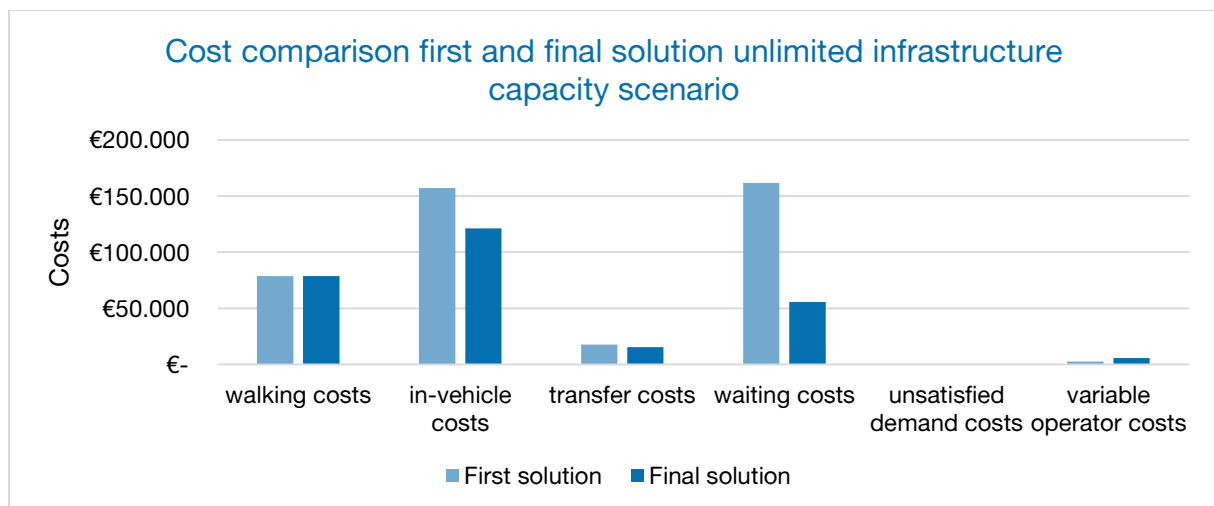 Cost comparison first and final solution unlimited infrastructure
capacity scenario
Costs
€200.000
€150.000
€100.000
€50.000
€-
walking costs
in-vehicle
costs
transfer costs
waiting costs
unsatisfied
demand costs
variable
operator costs
First solution
Final solution